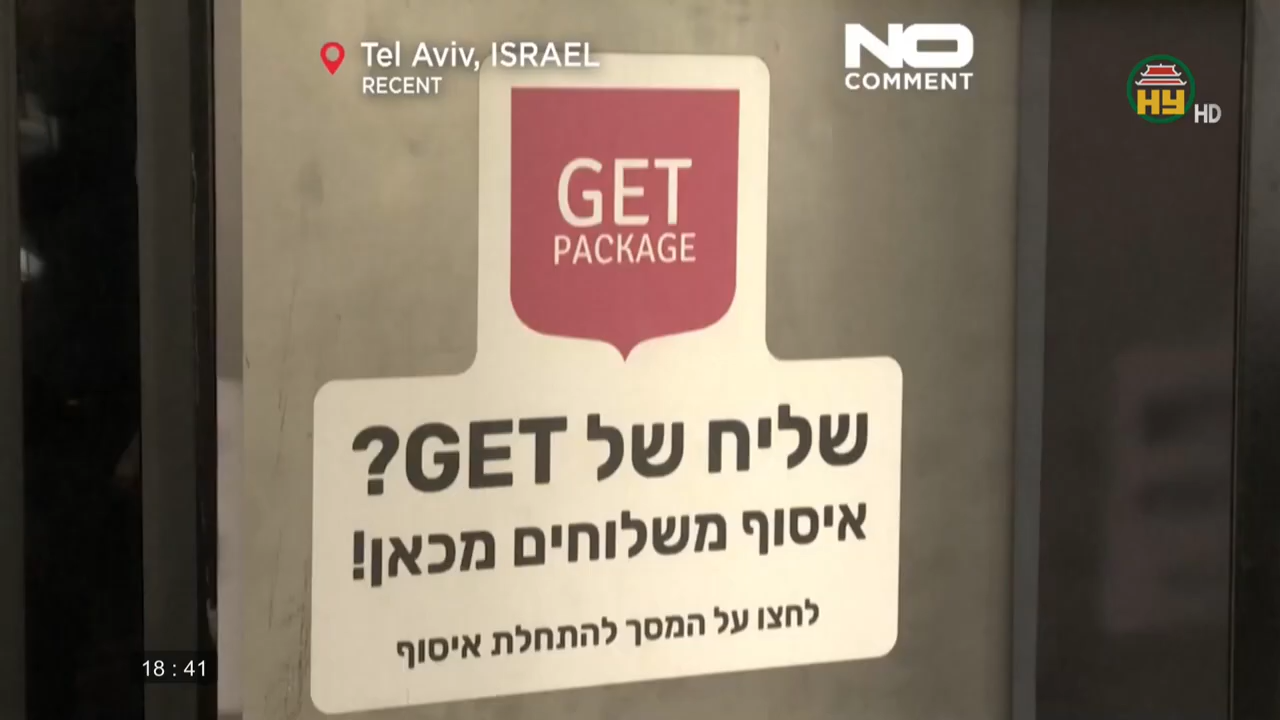 Tel Aviv, ISRAEL
RECENT
NO
COMMENT
HY HD
GET
PACKAGE
שליח של GET?
איסוף משלוחים מכאן!
לחצו על המסך להתחלת איסוף
18 : 41